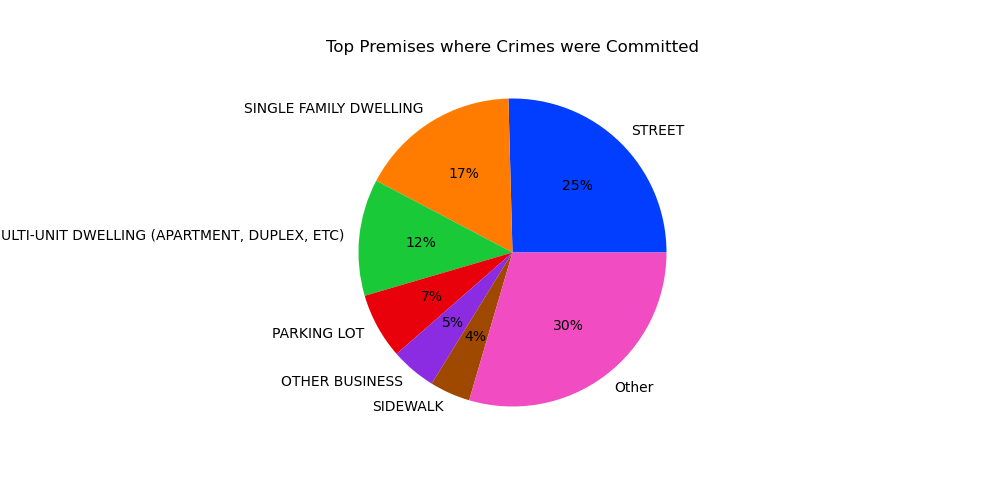 Top Premises where Crimes were Committed
SINGLE FAMILY DWELLING
STREET
17%
25%
ULTI-UNIT DWELLING (APARTMENT, DUPLEX, ETC)
12%
7%
5%
4%
30%
PARKING LOT
OTHER BUSINESS
SIDEWALK
Other